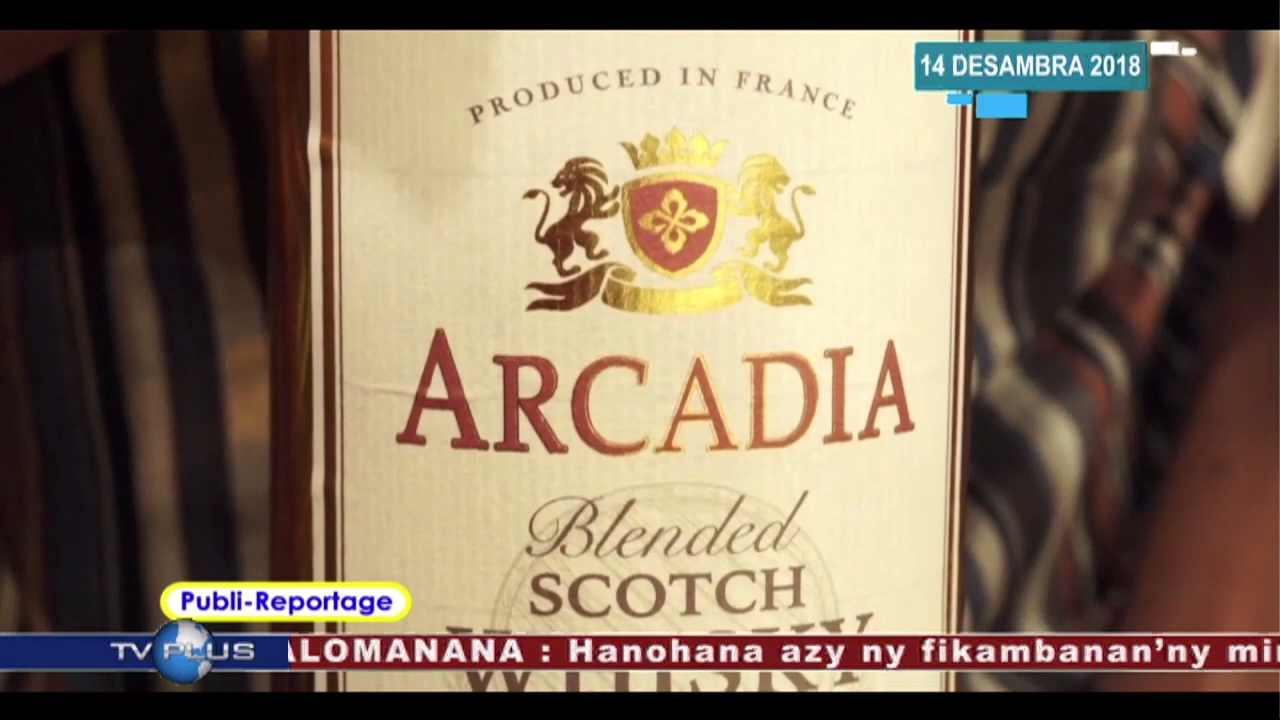 14 DESAMBRA 2018
PRODUCED IN FRANCE
ARCADIA
Blended
SCOTCH
WHISKY
Publi-Reportage
TV PLUS
ALOMANANA : Hanohana azy ny fikambanan’ny mi